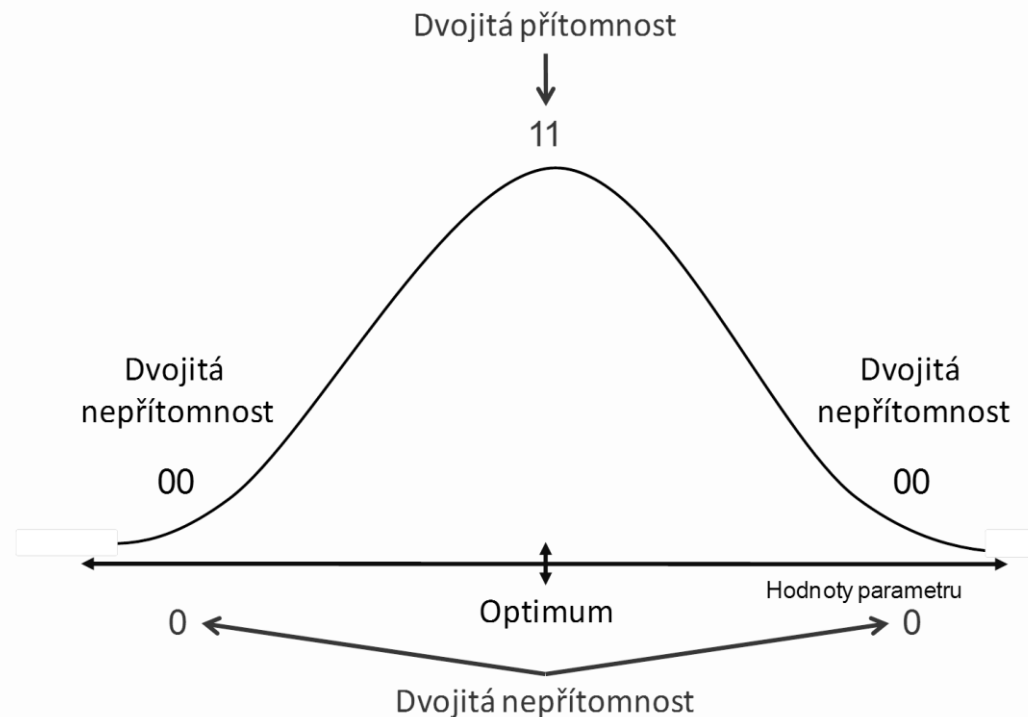 Dvojitá přítomnost
11
Dvojitá
nepřítomnost
Dvojitá
nepřítomnost
00
00
Hodnoty parametru
Optimum
0
0
Dvojitá nepřítomnost